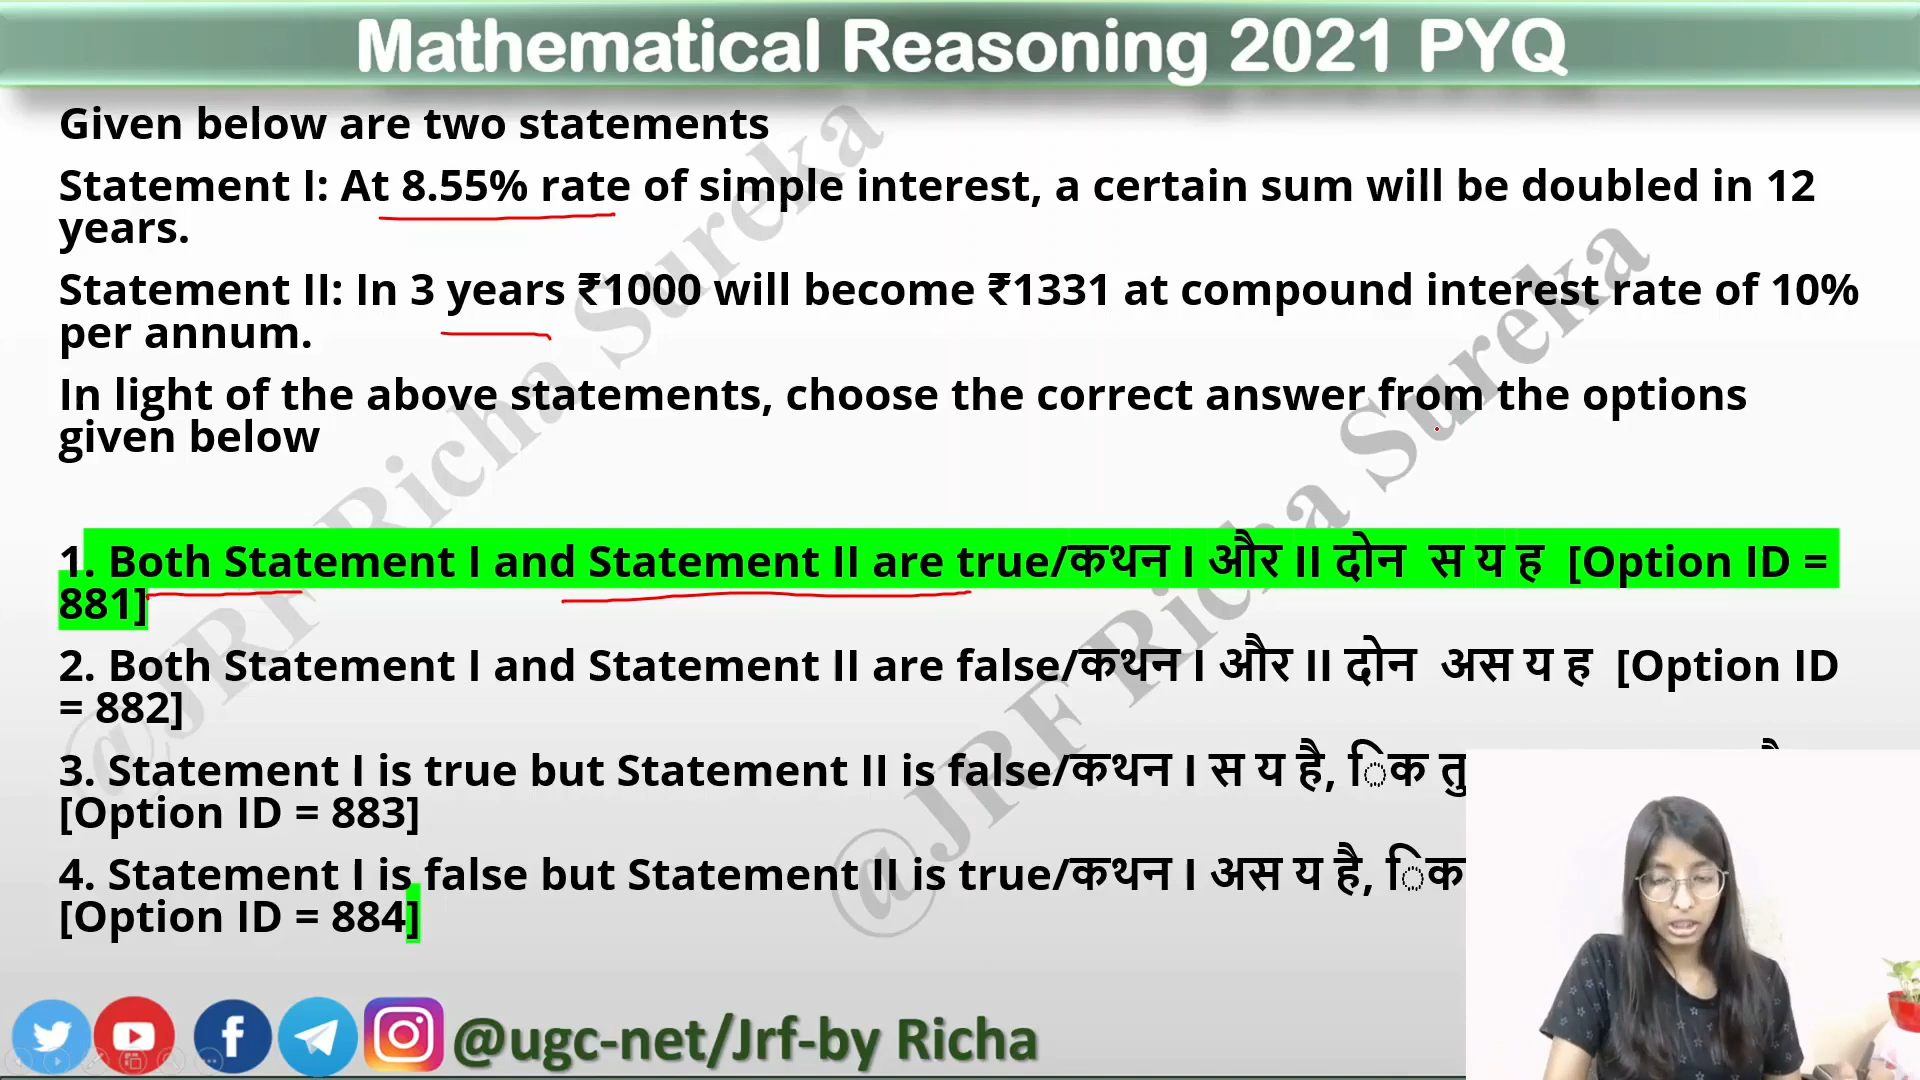 Mathematical Reasoning 2021 PYQ
Given below are two statements
Statement I: At 8.55% rate of simple interest, a certain sum will be doubled in 12
years.
Statement II: In 3 years ₹1000 will become ₹1331 at compound interest rate of 10%
per annum.
In light of the above statements, choose the correct answer from the options
given below
1. Both Statement I and Statement II are true/कथन I और II दोन स य ह [Option ID =
881]
2. Both Statement I and Statement II are false/कथन I और II दोन अस य ह [Option ID
= 882]
3. Statement I is true but Statement II is false/कथन I स य है, िक तु
[Option ID = 883]
4. Statement I is false but Statement II is true/कथन I अस य है, िक
[Option ID = 884]
@JRF Richa Sureka
@JRF Richa Sureka
@ugc-net/Jrf-by Richa